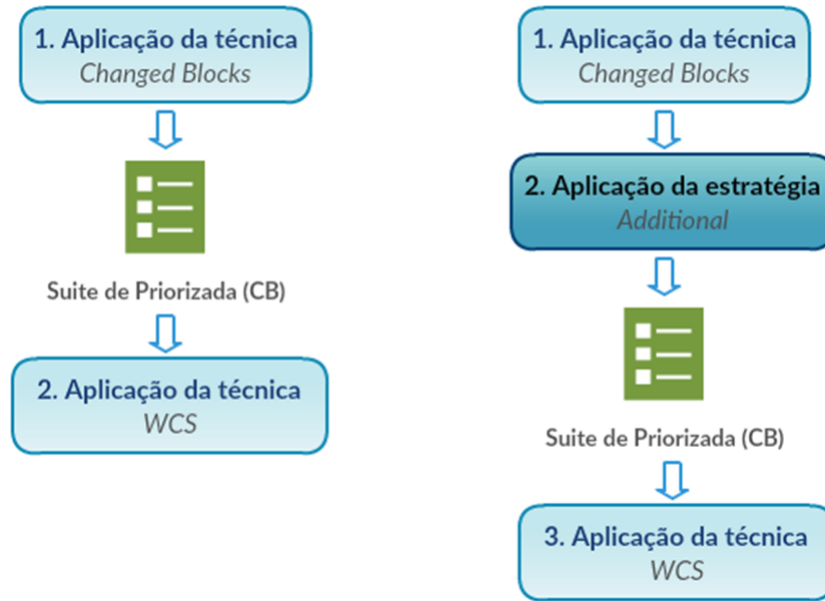 1. Aplicação da técnica
Changed Blocks
Suite de Priorizada (CB)
2. Aplicação da técnica
WCS
1. Aplicação da técnica
Changed Blocks
2. Aplicação da estratégia
Additional
Suite de Priorizada (CB)
3. Aplicação da técnica
WCS